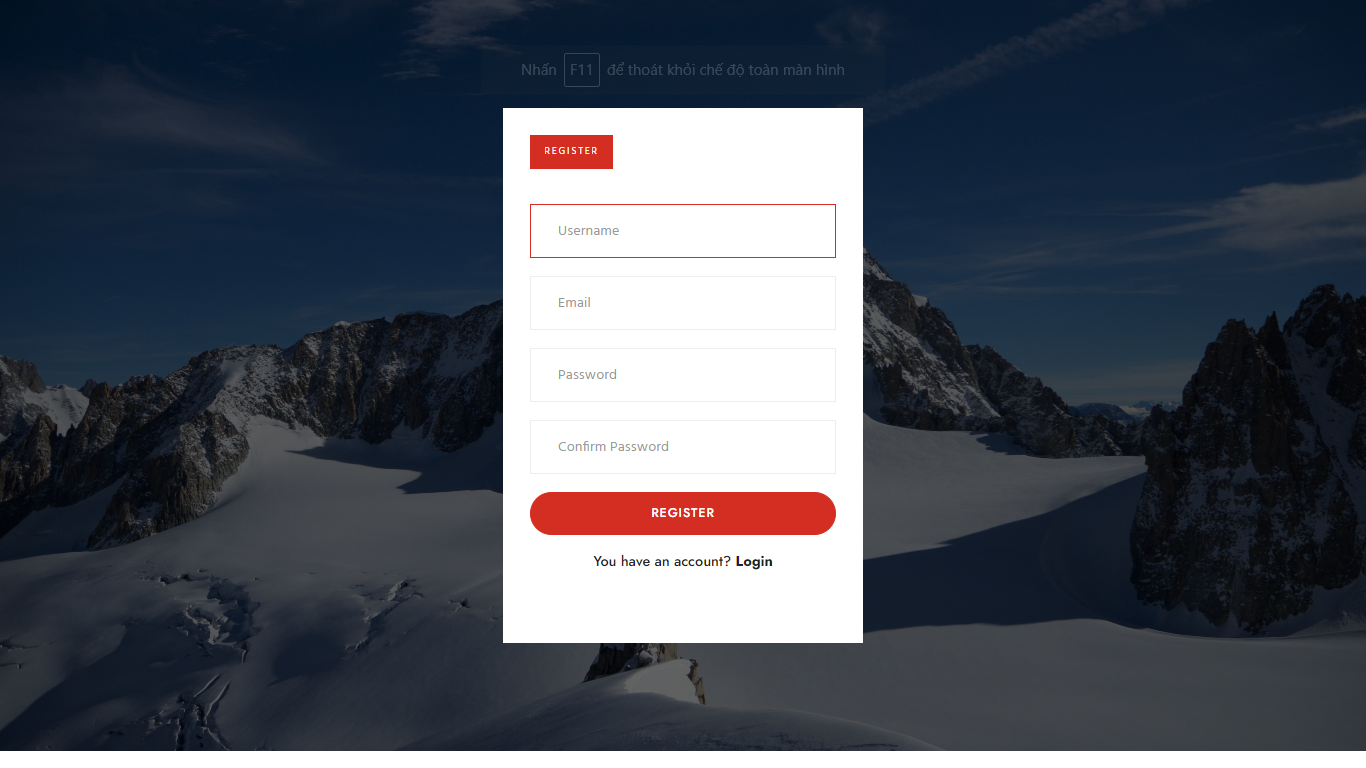 Nhấn F11 để thoát khỏi chế độ toàn màn hình
REGISTER
Username
Email
Password
Confirm Password
REGISTER
You have an account? Login